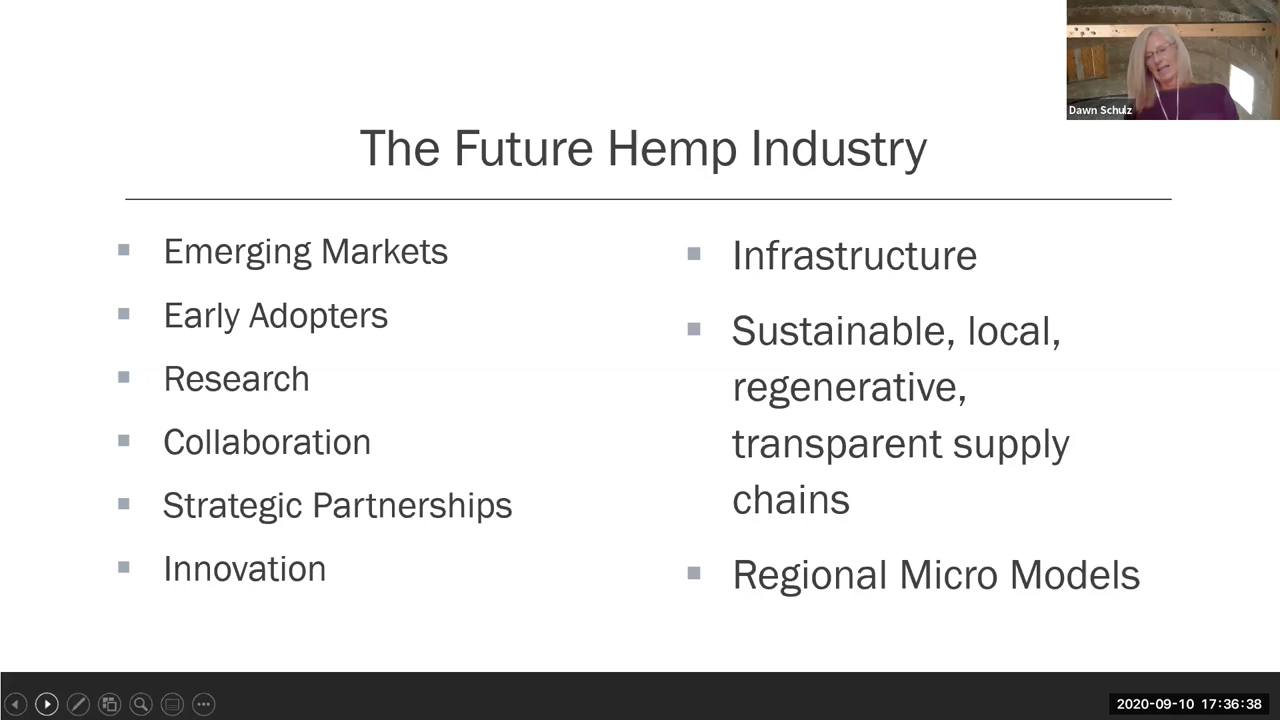 Dawn Schulz
The Future Hemp Industry
Emerging Markets
Early Adopters
Research
Collaboration
Strategic Partnerships
Innovation
Infrastructure
Sustainable, local,
regenerative,
transparent supply
chains
Regional Micro Models
2020-09-10 17:36:38